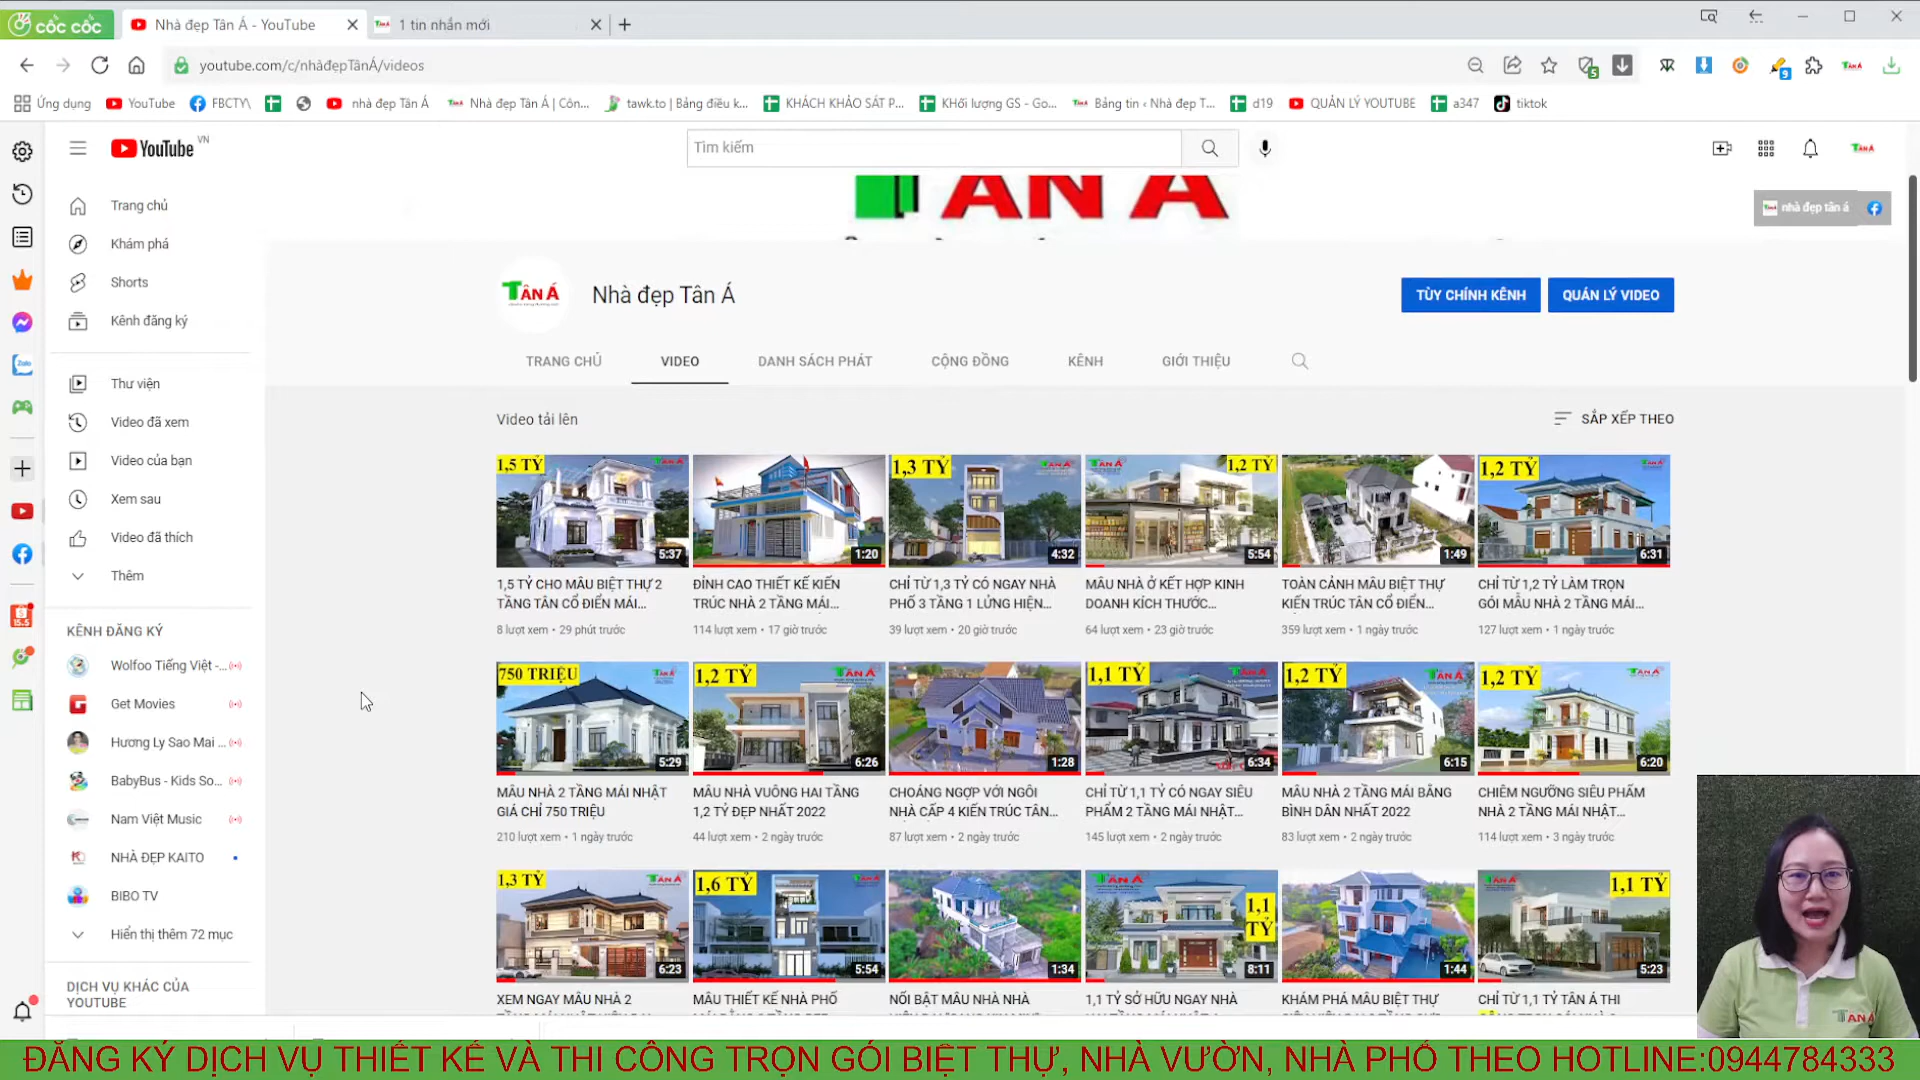 cốc cốc
Nhà đẹp Tân Á - YouTube
1 tin nhắn mới
youtube.com/c/nhàđẹpTânÁ/videos
5
9
TÂN Á
Ứng dụng
YouTube
FBCTY\
nhà đẹp Tân Á
Nhà đẹp Tân Á | Côn...
tawk.to | Bảng điều k...
KHÁCH KHẢO SÁT P...
KHối lượng GS - Go...
Bảng tin ‹ Nhà đẹp T...
d19
QUẢN LÝ YOUTUBE
a347
tiktok
YouTube VN
Tìm kiếm
TÂN Á
TÂN Á
nhà đẹp tân á
Trang chủ
Khám phá
Shorts
Kênh đăng ký
Thư viện
Video đã xem
Video của bạn
Xem sau
Video đã thích
Thêm
KÊNH ĐĂNG KÝ
Wolfoo Tiếng Việt -...
Get Movies
Hương Ly Sao Mai ...
BabyBus - Kids So...
Nam Việt Music
NHÀ ĐẸP KAITO
BIBO TV
Hiển thị thêm 72 mục
DỊCH VỤ KHÁC CỦA
YOUTUBE
Zalo
15.5
TÂN Á
Nhà đẹp Tân Á
TÙY CHỈNH KÊNH
QUẢN LÝ VIDEO
TRANG CHỦ
VIDEO
DANH SÁCH PHÁT
CỘNG ĐỒNG
KÊNH
GIỚI THIỆU
Video tải lên
SẮP XẾP THEO
1,5 TỶ
5:37
1:20
1,3 TỶ
4:32
1,2 TỶ
5:54
1:49
1,2 TỶ
6:31
1,5 TỶ CHO MẪU BIỆT THỰ 2
TẦNG TÂN CỔ ĐIỂN MÁI...
8 lượt xem • 29 phút trước
ĐỈNH CAO THIẾT KẾ KIẾN
TRÚC NHÀ 2 TẦNG MÁI...
114 lượt xem • 17 giờ trước
CHỈ TỪ 1,3 TỶ CÓ NGAY NHÀ
PHỐ 3 TẦNG 1 LỬNG HIỆN...
39 lượt xem • 20 giờ trước
MẪU NHÀ Ở KẾT HỢP KINH
DOANH KÍCH THƯỚC...
64 lượt xem • 23 giờ trước
TOÀN CẢNH MẪU BIỆT THỰ
KIẾN TRÚC TÂN CỔ ĐIỂN...
359 lượt xem • 1 ngày trước
CHỈ TỪ 1,2 TỶ LÀM TRỌN
GÓI MẪU NHÀ 2 TẦNG MÁI...
127 lượt xem • 1 ngày trước
750 TRIỆU
5:29
1,2 TỶ
6:26
1:28
1,1 TỶ
6:34
1,2 TỶ
6:15
1,2 TỶ
6:20
MẪU NHÀ 2 TẦNG MÁI NHẬT
GIÁ CHỈ 750 TRIỆU
210 lượt xem • 1 ngày trước
MẪU NHÀ VUÔNG HAI TẦNG
1,2 TỶ ĐẸP NHẤT 2022
44 lượt xem • 2 ngày trước
CHOÁNG NGỢP VỚI NGÔI
NHÀ CẤP 4 KIẾN TRÚC TÂN...
87 lượt xem • 2 ngày trước
CHỈ TỪ 1,1 TỶ CÓ NGAY SIÊU
PHẨM 2 TẦNG MÁI NHẬT...
145 lượt xem • 2 ngày trước
MẪU NHÀ 2 TẦNG MÁI BẰNG
BÌNH DÂN NHẤT 2022
83 lượt xem • 2 ngày trước
CHIÊM NGƯỠNG SIÊU PHẨM
NHÀ 2 TẦNG MÁI NHẬT...
114 lượt xem • 3 ngày trước
1,3 TỶ
6:23
1,6 TỶ
5:54
1:34
1,1
TỶ
8:11
1:44
1,1 TỶ
5:23
XEM NGAY MẪU NHÀ 2
MẪU THIẾT KẾ NHÀ PHỐ
NỔI BẬT MẪU NHÀ NHÀ
1,1 TỶ SỞ HỮU NGAY NHÀ
KHÁM PHÁ MẪU BIỆT THỰ
CHỈ TỪ 1,1 TỶ TÂN Á THI
TÂN Á
ĐĂNG KÝ DỊCH VỤ THIẾT KẾ VÀ THI CÔNG TRỌN GÓI BIỆT THỰ, NHÀ VƯỜN, NHÀ PHỐ THEO HOTLINE:0944784333